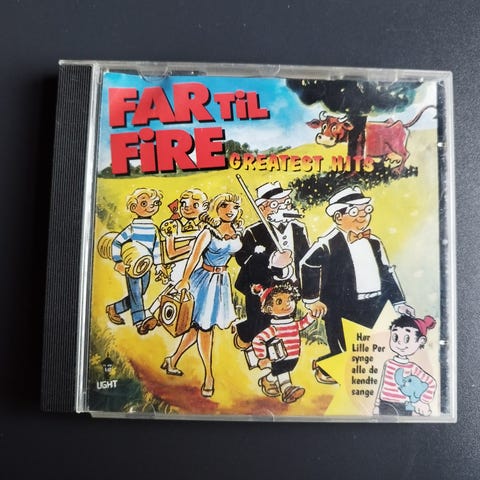 FAR TiL
FiRE
GREATEST HITS
Hør
Lille Per
synge
alle de
kendte
sange
LIGHT